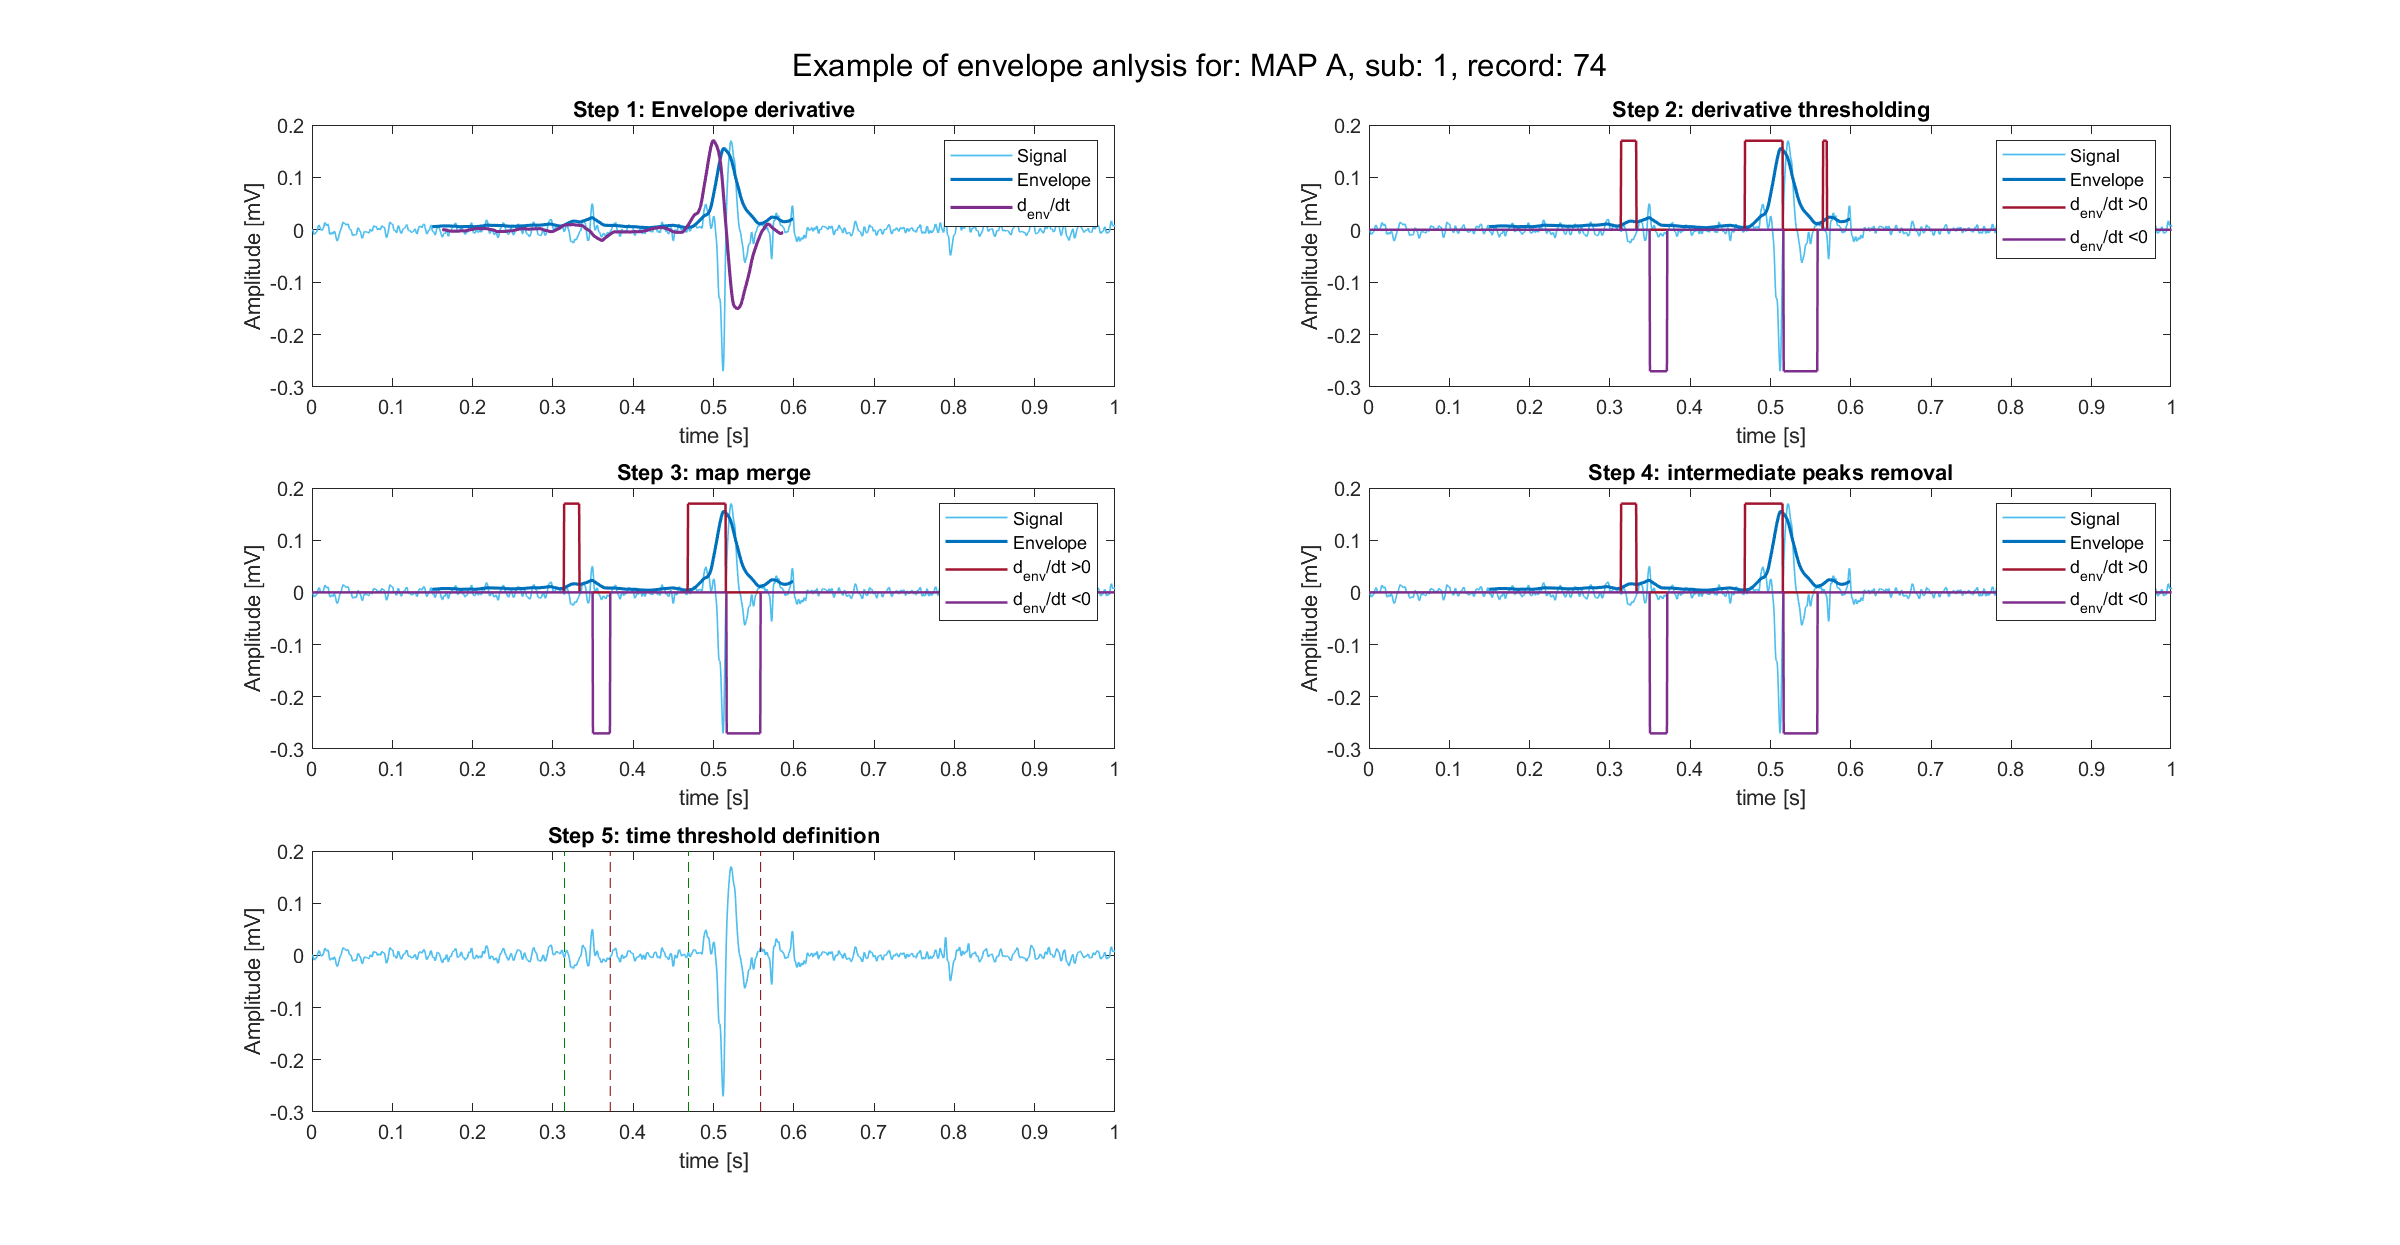 Example of envelope anlysis for: MAP A, sub: 1, record: 74
Step 1: Envelope derivative
0.2
0.1
0
-0.1
-0.2
-0.3
Amplitude [mV]
Signal
Envelope
d_env/dt
0 0.1 0.2 0.3 0.4 0.5 0.6 0.7 0.8 0.9 1
time [s]
Step 2: derivative thresholding
0.2
0.1
0
-0.1
-0.2
-0.3
Amplitude [mV]
Signal
Envelope
d_env/dt >0
d_env/dt <0
0 0.1 0.2 0.3 0.4 0.5 0.6 0.7 0.8 0.9 1
time [s]
Step 3: map merge
0.2
0.1
0
-0.1
-0.2
-0.3
Amplitude [mV]
Signal
Envelope
d_env/dt >0
d_env/dt <0
0 0.1 0.2 0.3 0.4 0.5 0.6 0.7 0.8 0.9 1
time [s]
Step 4: intermediate peaks removal
0.2
0.1
0
-0.1
-0.2
-0.3
Amplitude [mV]
Signal
Envelope
d_env/dt >0
d_env/dt <0
0 0.1 0.2 0.3 0.4 0.5 0.6 0.7 0.8 0.9 1
time [s]
Step 5: time threshold definition
0.2
0.1
0
-0.1
-0.2
-0.3
Amplitude [mV]
0 0.1 0.2 0.3 0.4 0.5 0.6 0.7 0.8 0.9 1
time [s]